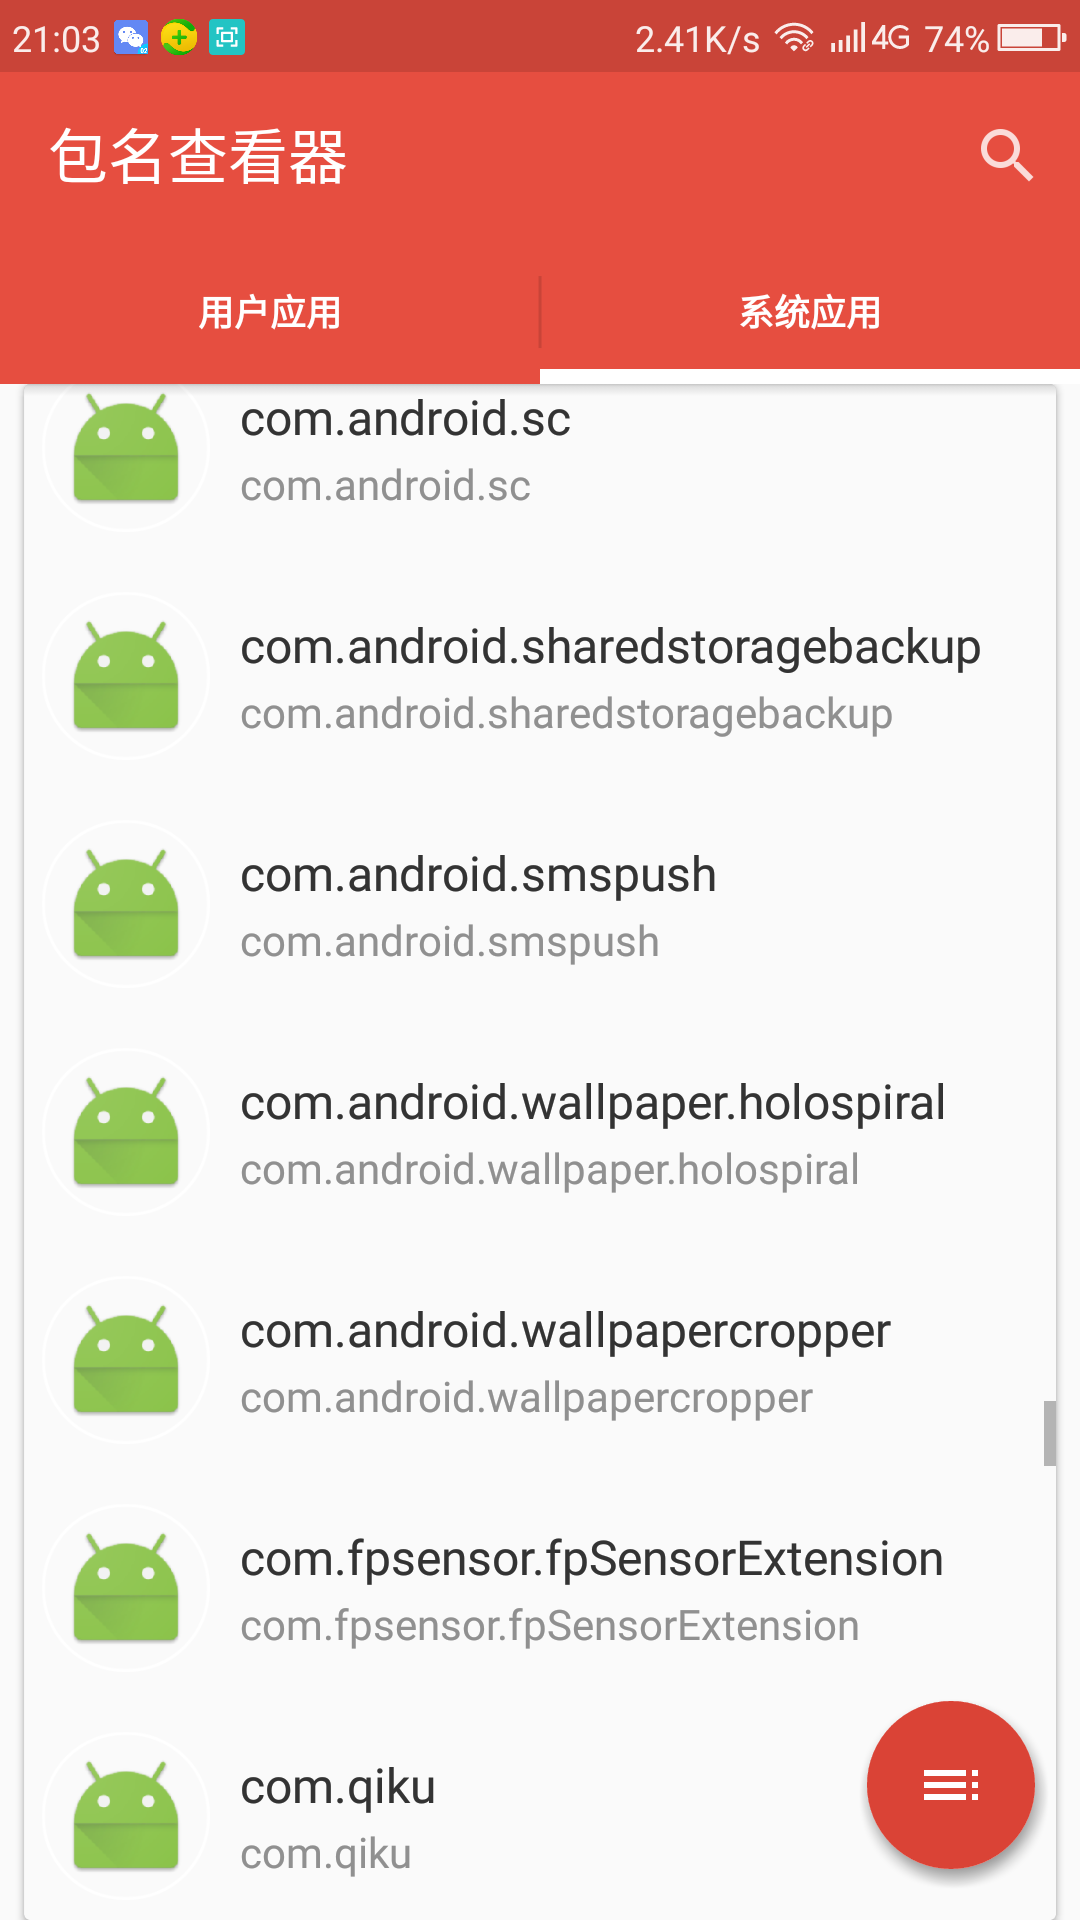 21:03 2.41K/s 4G 74%
包名查看器
用户应用 系统应用
com.android.sc
com.android.sc
com.android.sharedstoragebackup
com.android.sharedstoragebackup
com.android.smspush
com.android.smspush
com.android.wallpaper.holospiral
com.android.wallpaper.holospiral
com.android.wallpapercropper
com.android.wallpapercropper
com.fpsensor.fpSensorExtension
com.fpsensor.fpSensorExtension
com.qiku
com.qiku